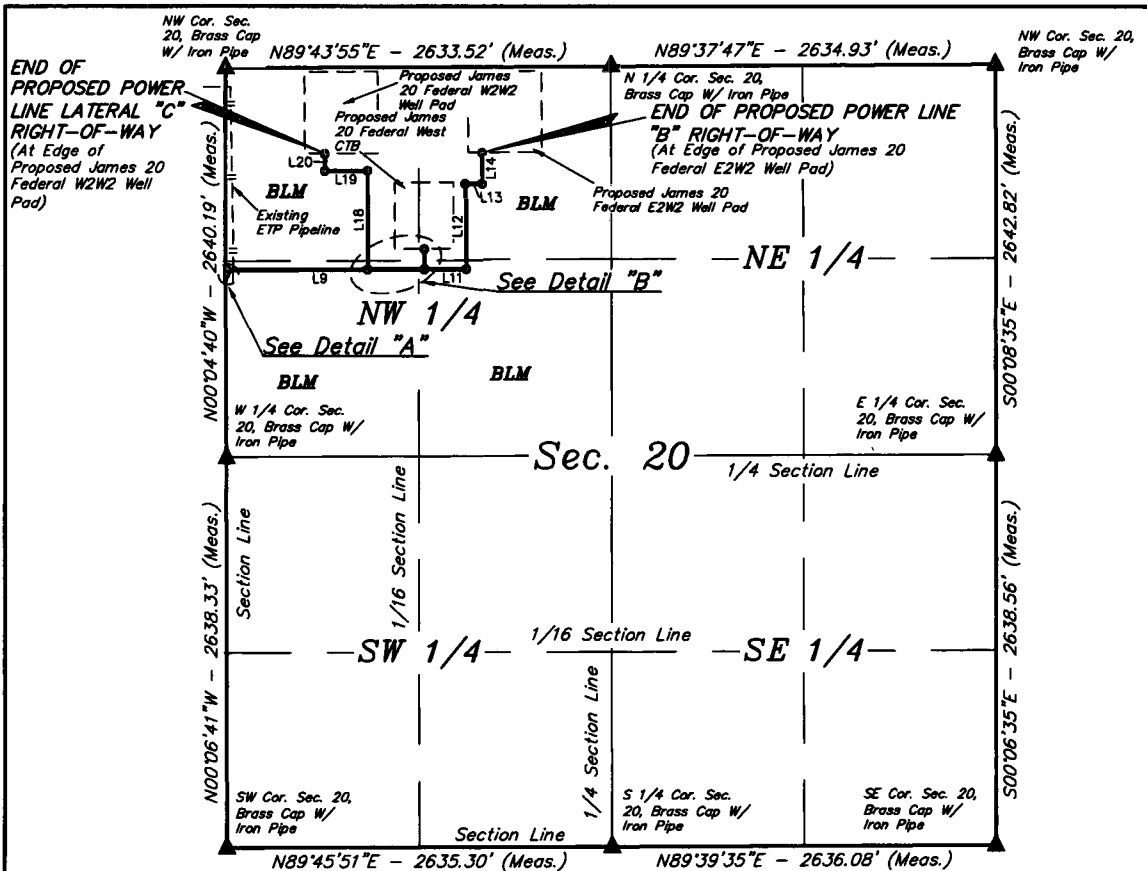 NW Cor. Sec.
20, Brass Cap
W/ Iron Pipe
N89°43'55"E - 2633.52' (Meas.)
N89°37'47"E - 2634.93' (Meas.)
NW Cor. Sec. 20,
Brass Cap W/
Iron Pipe
END OF
PROPOSED POWER
LINE LATERAL "C"
RIGHT-OF-WAY
(At Edge of
Proposed James 20
Federal W2W2 Well
Pad)
Proposed James
20 Federal W2W2
Well Pad
Proposed James
20 Federal West
CTB
N 1/4 Cor. Sec. 20,
Brass Cap W/ Iron Pipe
END OF PROPOSED POWER LINE
"B" RIGHT-OF-WAY
(At Edge of Proposed James 20
Federal E2W2 Well Pad)
Proposed James 20
Federal E2W2 Well Pad
L20
L19
L18
L14
L13
L12
BLM
BLM
Existing
ETP Pipeline
L9
L11
See Detail "B"
NW 1/4
NE 1/4
See Detail "A"
BLM
BLM
N00°04'40"W - 2640.19' (Meas.)
S00°08'35"E - 2642.82' (Meas.)
W 1/4 Cor. Sec.
20, Brass Cap W/
Iron Pipe
E 1/4 Cor. Sec.
20, Brass Cap W/
Iron Pipe
Sec. 20
1/4 Section Line
Section Line
1/16 Section Line
1/16 Section Line
SW 1/4
SE 1/4
1/4 Section Line
N00°06'41"W - 2638.33' (Meas.)
S00°06'35"E - 2638.56' (Meas.)
SW Cor. Sec. 20,
Brass Cap W/
Iron Pipe
S 1/4 Cor. Sec.
20, Brass Cap W/
Iron Pipe
SE Cor. Sec. 20,
Brass Cap W/
Iron Pipe
Section Line
N89°45'51"E - 2635.30' (Meas.)
N89°39'35"E - 2636.08' (Meas.)